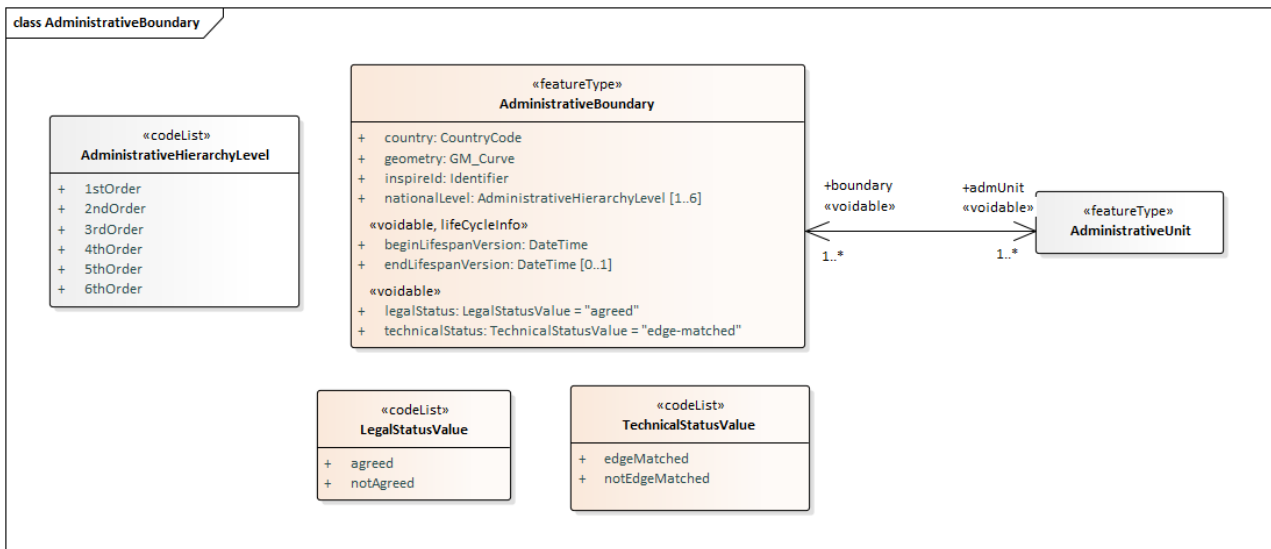 class AdministrativeBoundary
«codeList»
AdministrativeHierarchyLevel
+ 1stOrder
+ 2ndOrder
+ 3rdOrder
+ 4thOrder
+ 5thOrder
+ 6thOrder
«featureType»
AdministrativeBoundary
+ country: CountryCode
+ geometry: GM_Curve
+ inspireId: Identifier
+ nationalLevel: AdministrativeHierarchyLevel [1..6]
«voidable, lifeCycleInfo»
+ beginLifespanVersion: DateTime
+ endLifespanVersion: DateTime [0..1]
«voidable»
+ legalStatus: LegalStatusValue = "agreed"
+ technicalStatus: TechnicalStatusValue = "edge-matched"
+boundary
«voidable»
1..*
+admUnit
«voidable»
1..*
«featureType»
AdministrativeUnit
«codeList»
LegalStatusValue
+ agreed
+ notAgreed
«codeList»
TechnicalStatusValue
+ edgeMatched
+ notEdgeMatched